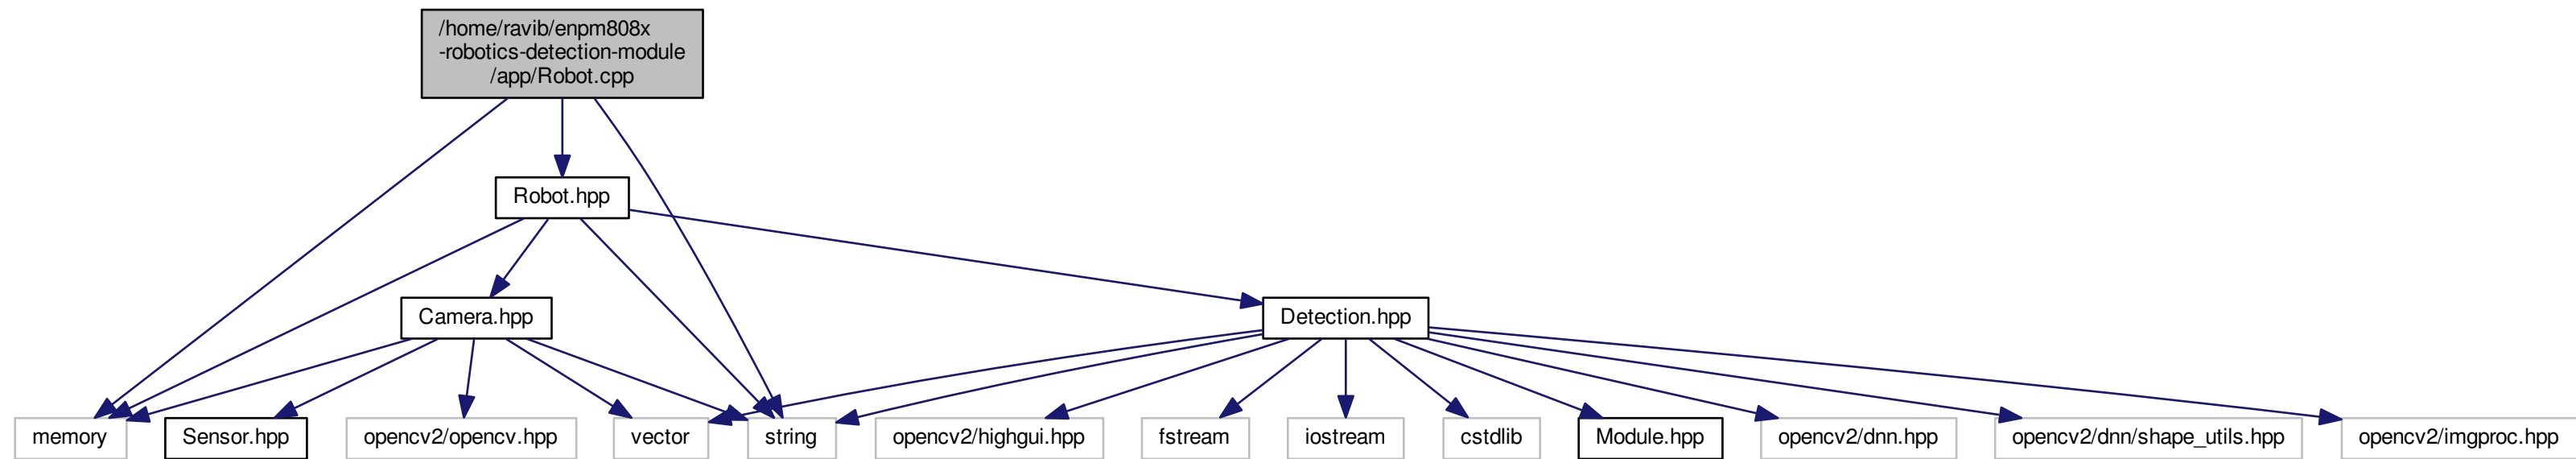 /home/ravib/enpm808x
-robotics-detection-module
/app/Robot.cpp
Robot.hpp
Camera.hpp
Detection.hpp
memory
Sensor.hpp
opencv2/opencv.hpp
vector
string
opencv2/highgui.hpp
fstream
iostream
cstdlib
Module.hpp
opencv2/dnn.hpp
opencv2/dnn/shape_utils.hpp
opencv2/imgproc.hpp